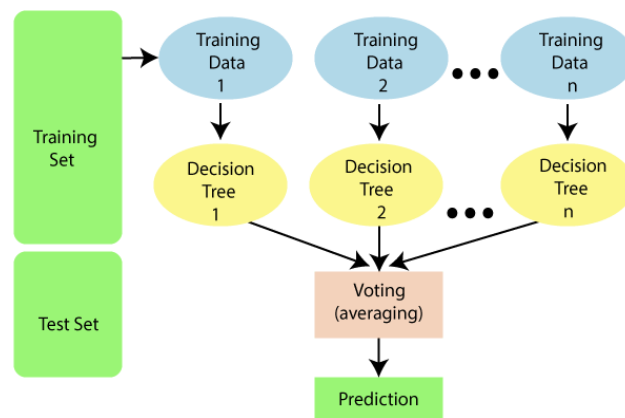 Training
Set
Training
Data
1
Training
Data
2
Training
Data
n
Decision
Tree
1
Decision
Tree
2
Decision
Tree
n
Test Set
Voting
(averaging)
Prediction